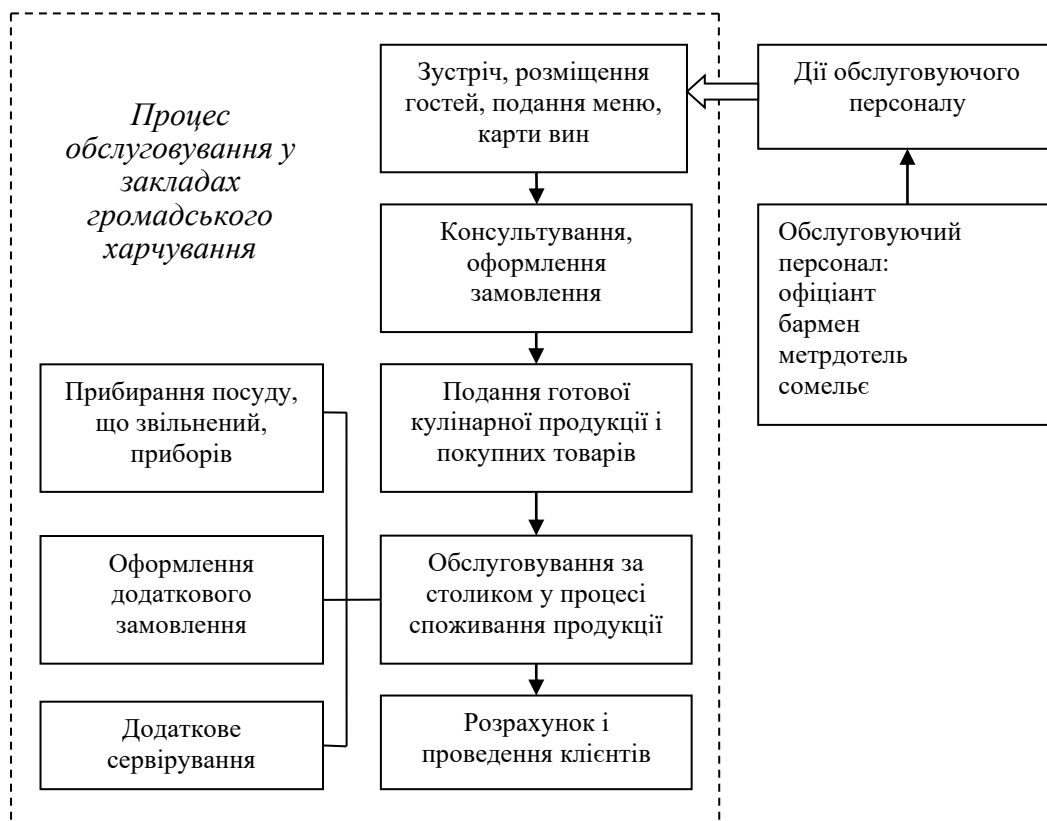 Процес
обслуговування у
закладах
громадського
харчування
Зустріч, розміщення
гостей, подання меню,
карти вин
Дії обслуговуючого
персоналу
Консультування,
оформлення
замовлення
Обслуговуючий
персонал:
офіціант
бармен
метрдотель
сомельє
Прибирання посуду,
що звільнений,
приборів
Подання готової
кулінарної продукції і
покупних товарів
Оформлення
додаткового
замовлення
Обслуговування за
столиком у процесі
споживання продукції
Додаткове
сервірування
Розрахунок і
проведення клієнтів